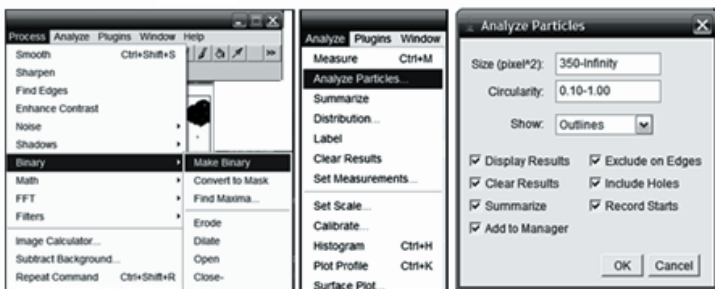 Process Analyze Plugins Window Help
Smooth Ctrl+Shift+S
Sharpen
Find Edges
Enhance Contrast
Noise
Shadows
Binary
Math
FFT
Filters
Image Calculator...
Subtract Background...
Repeat Command Ctrl+Shift+R
Make Binary
Convert to Mask
Find Maxima...
Erode
Dilate
Open
Close-
Analyze Plugins Window
Measure Ctrl+M
Analyze Particles...
Summarize
Distribution...
Label
Clear Results
Set Measurements...
Set Scale...
Calibrate...
Histogram Ctrl+H
Plot Profile Ctrl+K
Surface Plot...
Analyze Particles
Size (pixel^2): 350-Infinity
Circularity: 0.10-1.00
Show: Outlines
Display Results Exclude on Edges
Clear Results Include Holes
Summarize Record Starts
Add to Manager
OK Cancel